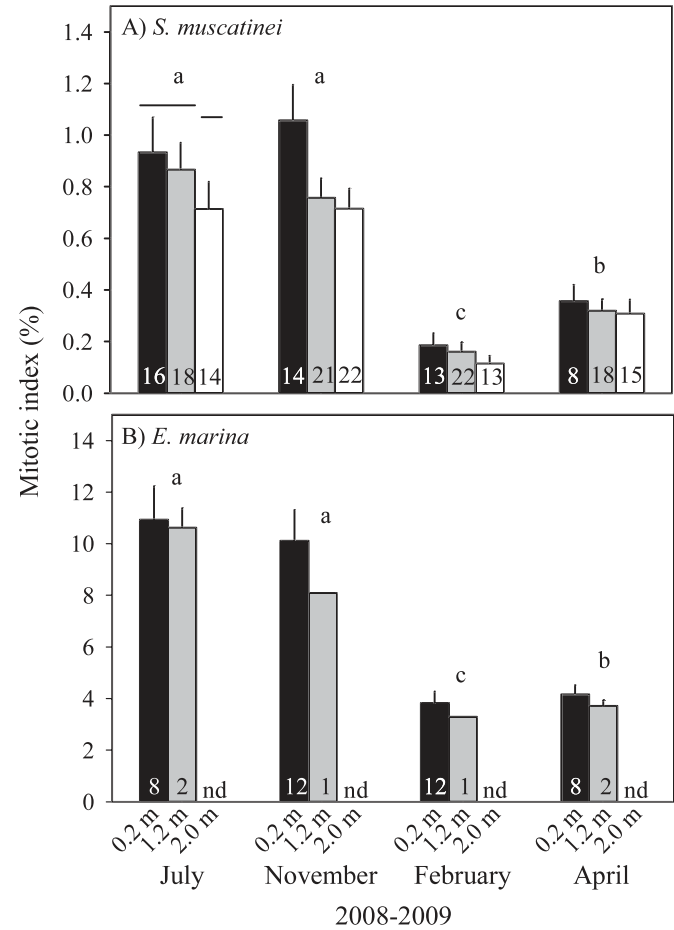 A) S. muscatinei
1.4
1.2
1.0
0.8
0.6
0.4
0.2
0.0
a
a
c
b
16 18 14
14 21 22
13 22 13
8 18 15
Mitotic index (%)
B) E. marina
14
12
10
8
6
4
2
0
a
a
c
b
8 2 nd
12 1 nd
12 1 nd
8 2 nd
0.2 m 1.2 m 2.0 m
0.2 m 1.2 m 2.0 m
0.2 m 1.2 m 2.0 m
0.2 m 1.2 m 2.0 m
July November February April
2008-2009